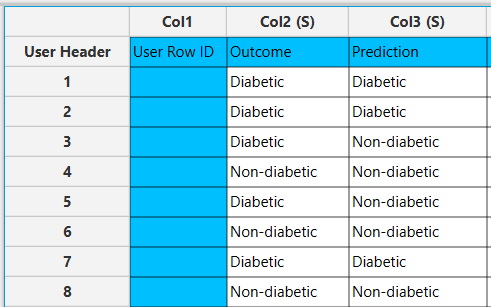 Col1 Col2 (S) Col3 (S)
User Header User Row ID Outcome Prediction
1 Diabetic Diabetic
2 Diabetic Diabetic
3 Diabetic Non-diabetic
4 Non-diabetic Non-diabetic
5 Diabetic Non-diabetic
6 Non-diabetic Non-diabetic
7 Diabetic Diabetic
8 Non-diabetic Non-diabetic